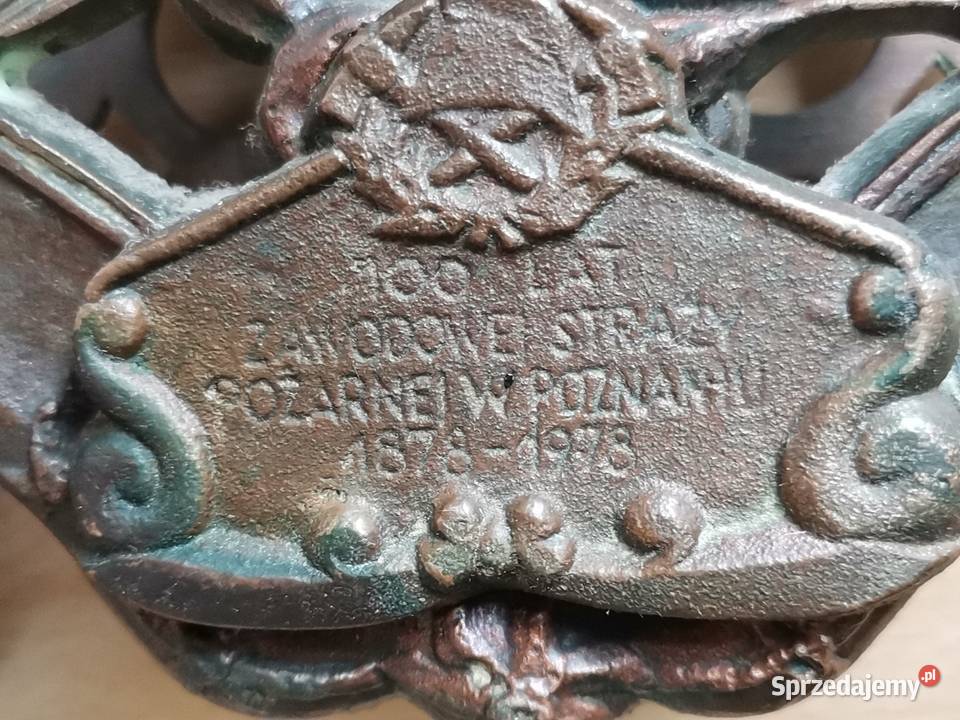 100 LAT
ZAWODOWEJ STRAŻY
POŻARNEJ W POZNANIU
1878-1978
Sprzedajemy.pl